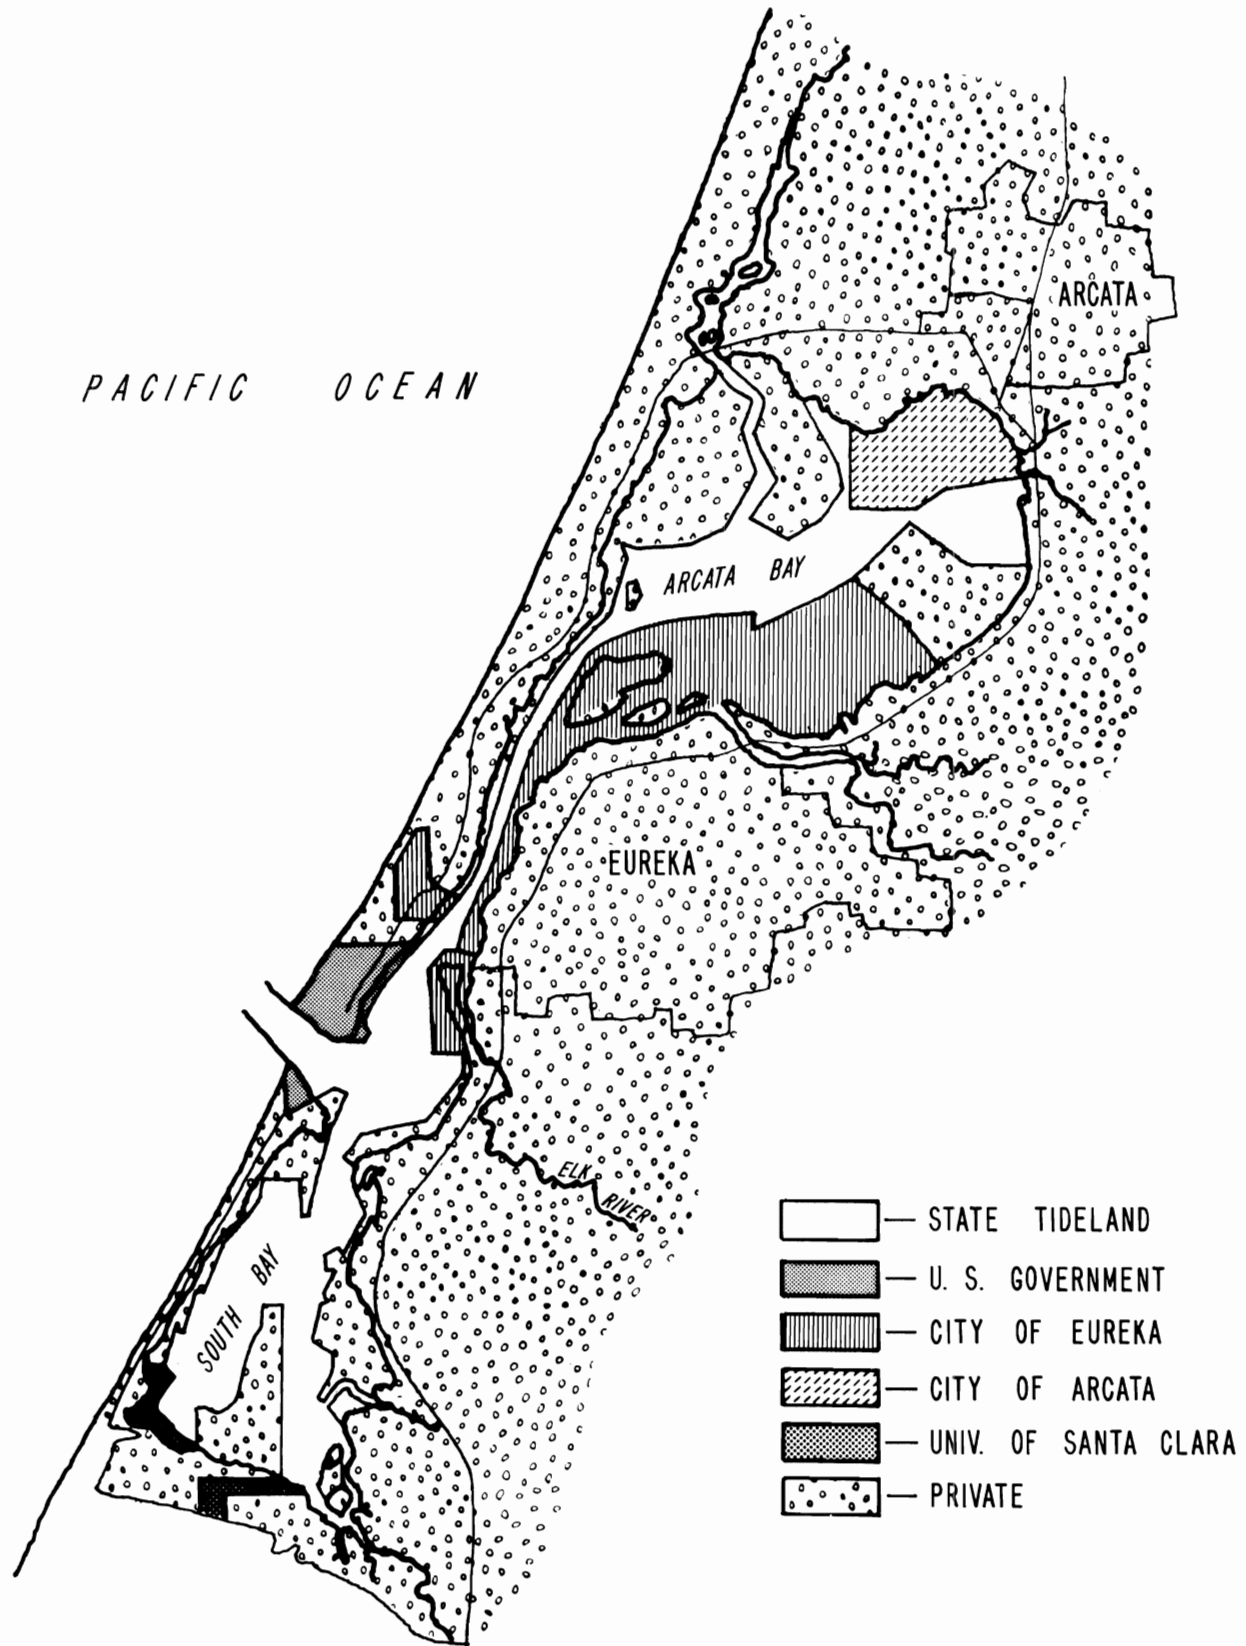 ARCATA
PACIFIC OCEAN
ARCATA BAY
EUREKA
ELK
RIVER
SOUTH BAY
STATE TIDELAND
U. S. GOVERNMENT
CITY OF EUREKA
CITY OF ARCATA
UNIV. OF SANTA CLARA
PRIVATE